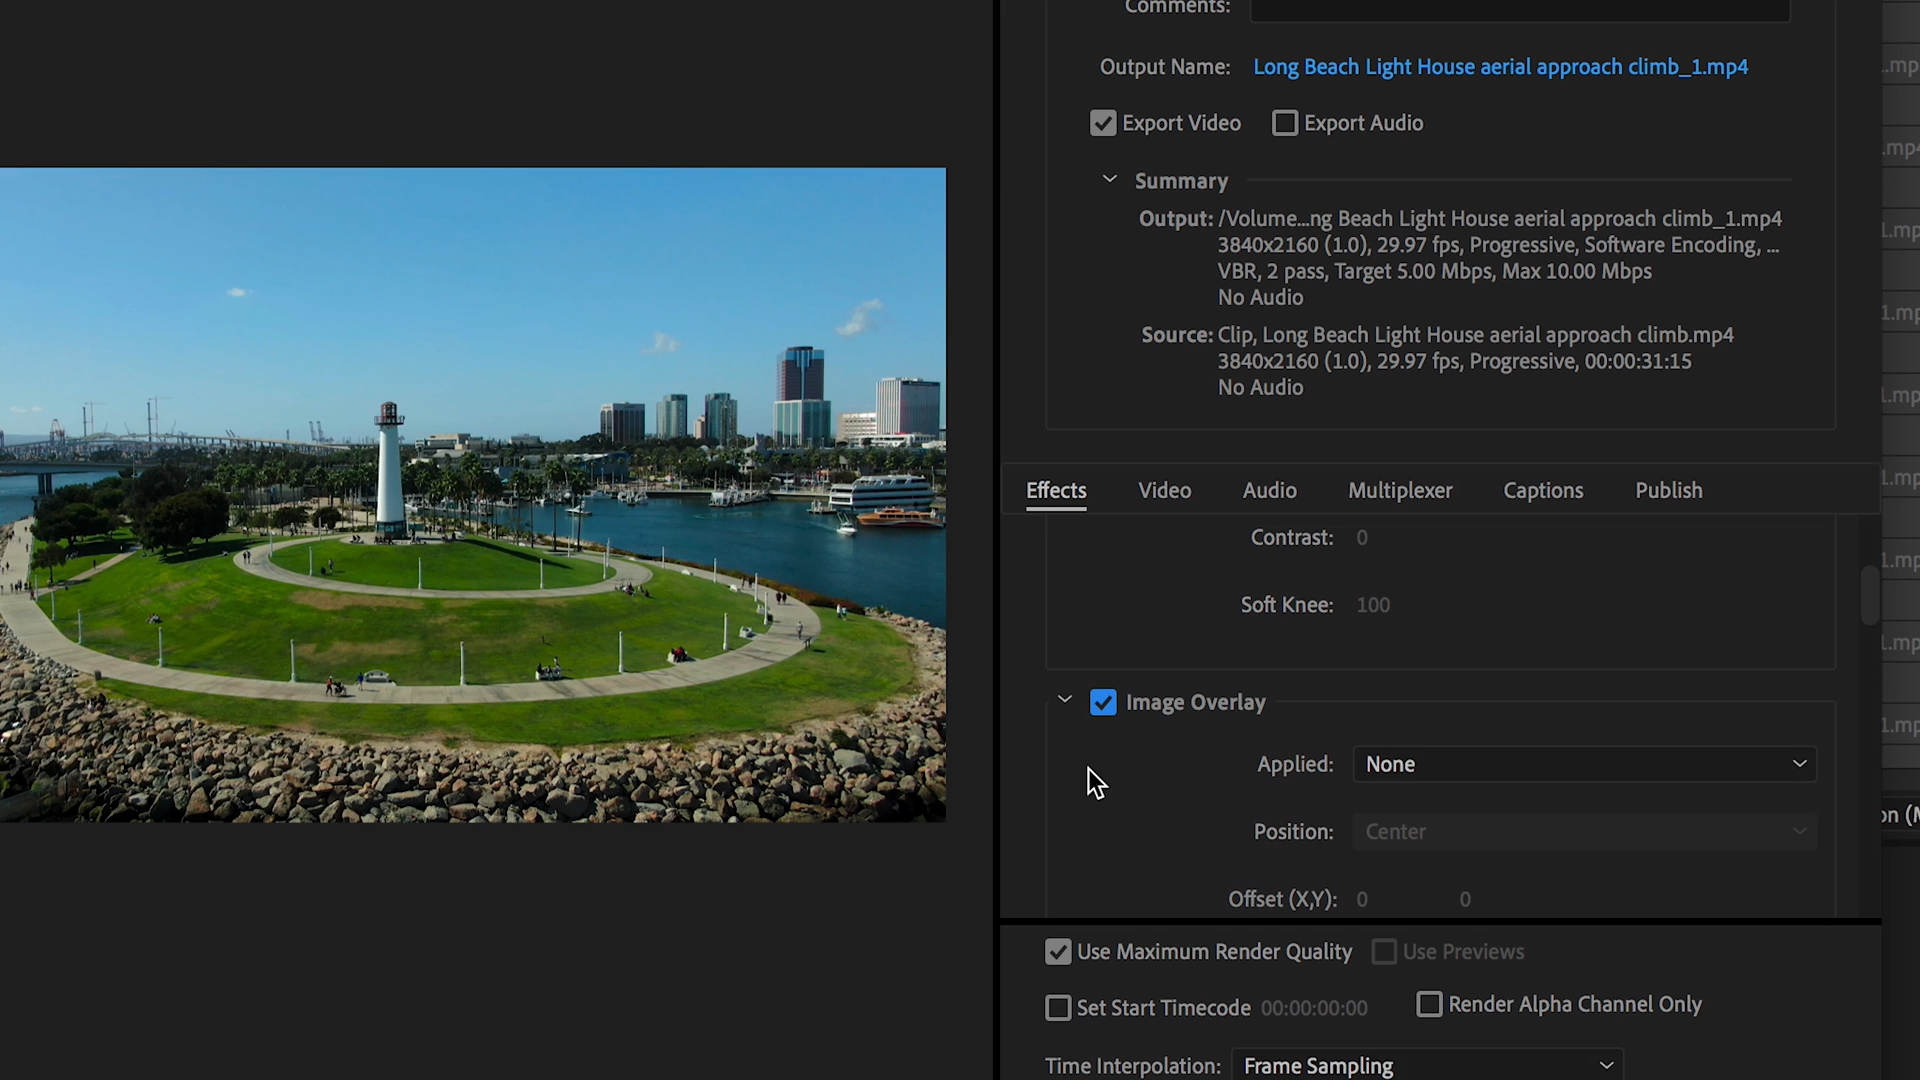 Comments:
Output Name: Long Beach Light House aerial approach climb_1.mp4
Export Video Export Audio
Summary
Output: /Volume...ng Beach Light House aerial approach climb_1.mp4
3840x2160 (1.0), 29.97 fps, Progressive, Software Encoding, ...
VBR, 2 pass, Target 5.00 Mbps, Max 10.00 Mbps
No Audio
Source: Clip, Long Beach Light House aerial approach climb.mp4
3840x2160 (1.0), 29.97 fps, Progressive, 00:00:31:15
No Audio
Effects Video Audio Multiplexer Captions Publish
Contrast: 0
Soft Knee: 100
Image Overlay
Applied: None
Position: Center
Offset (X,Y): 0 0
Use Maximum Render Quality Use Previews
Set Start Timecode 00:00:00:00 Render Alpha Channel Only
Time Interpolation: Frame Sampling